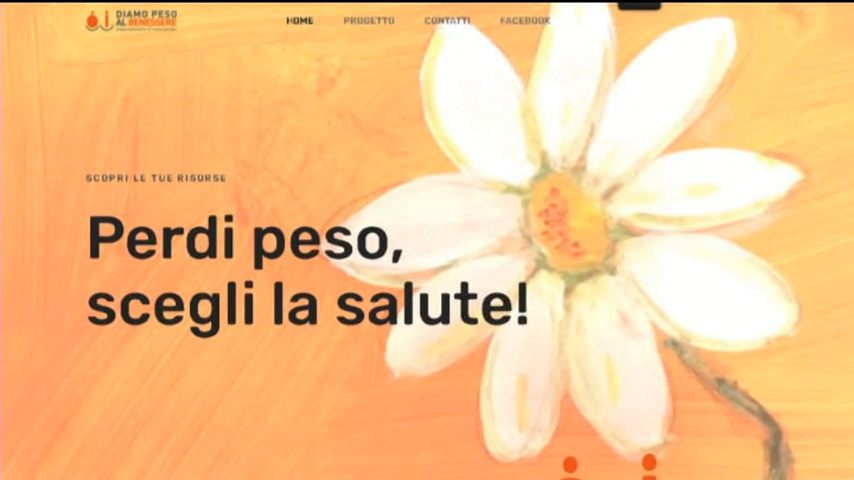 DIAMO PESO
AL BENESSERE
HOME PROGETTO CONTATTI FACEBOOK
SCOPRI LE TUE RISORSE
Perdi peso,
scegli la salute!